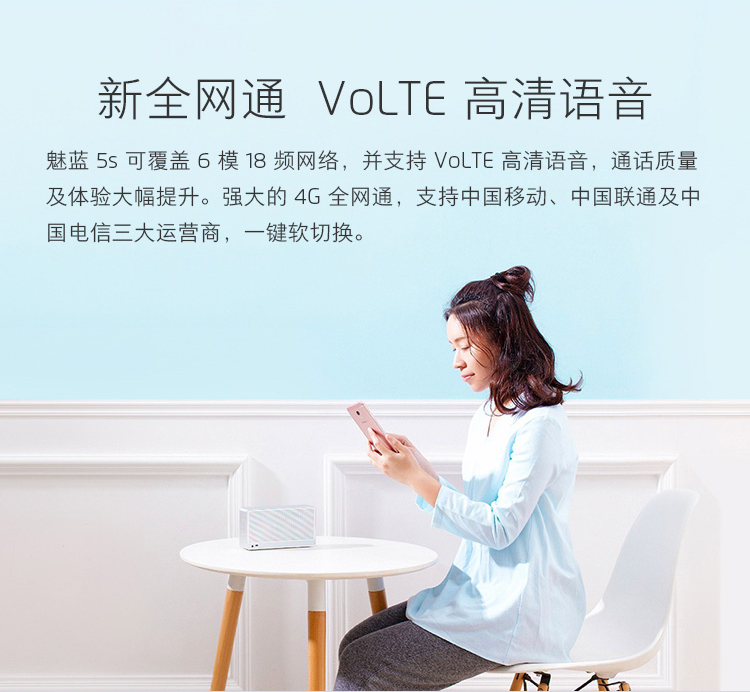 新全网通 VoLTE 高清语音
魅蓝 5s 可覆盖 6 模 18 频网络，并支持 VoLTE 高清语音，通话质量
及体验大幅提升。强大的 4G 全网通，支持中国移动、中国联通及中
国电信三大运营商，一键软切换。